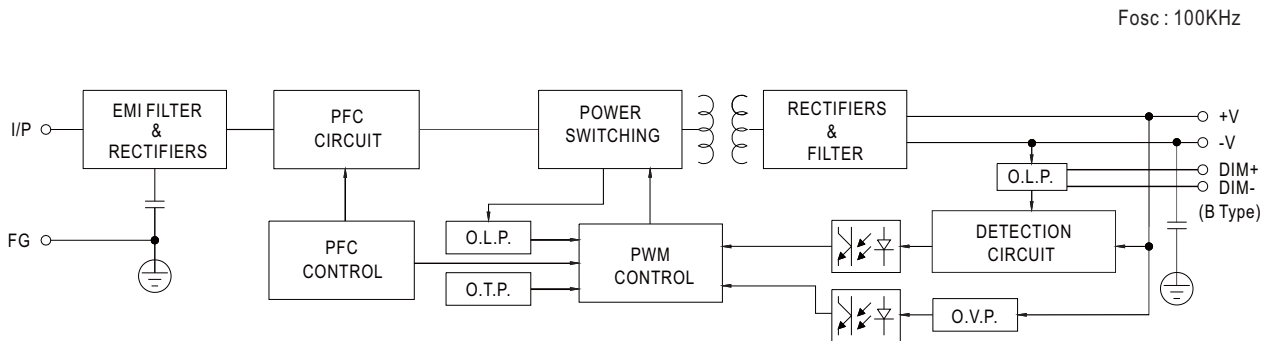 Fosc : 100KHz
I/P
EMI FILTER
&
RECTIFIERS
PFC
CIRCUIT
POWER
SWITCHING
RECTIFIERS
&
FILTER
+V
-V
O.L.P.
DIM+
DIM-
(B Type)
FG
PFC
CONTROL
O.L.P.
O.T.P.
PWM
CONTROL
DETECTION
CIRCUIT
O.V.P.